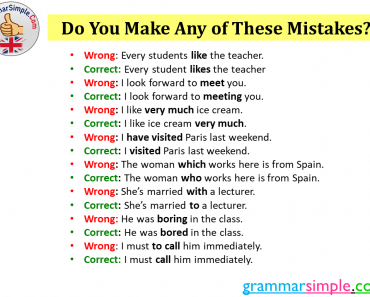 marSimple.Com
Do You Make Any of These Mistakes?
Wrong: Every students like the teacher.
Correct: Every student likes the teacher
Wrong: I look forward to meet you.
Correct: I look forward to meeting you.
Wrong: I like very much ice cream.
Correct: I like ice cream very much.
Wrong: I have visited Paris last weekend.
Correct: I visited Paris last weekend.
Wrong: The woman which works here is from Spain.
Correct: The woman who works here is from Spain.
Wrong: She's married with a lecturer.
Correct: She's married to a lecturer.
Wrong: He was boring in the class.
Correct: He was bored in the class.
Wrong: I must to call him immediately.
Correct: I must call him immediately.
grammarsimple.co